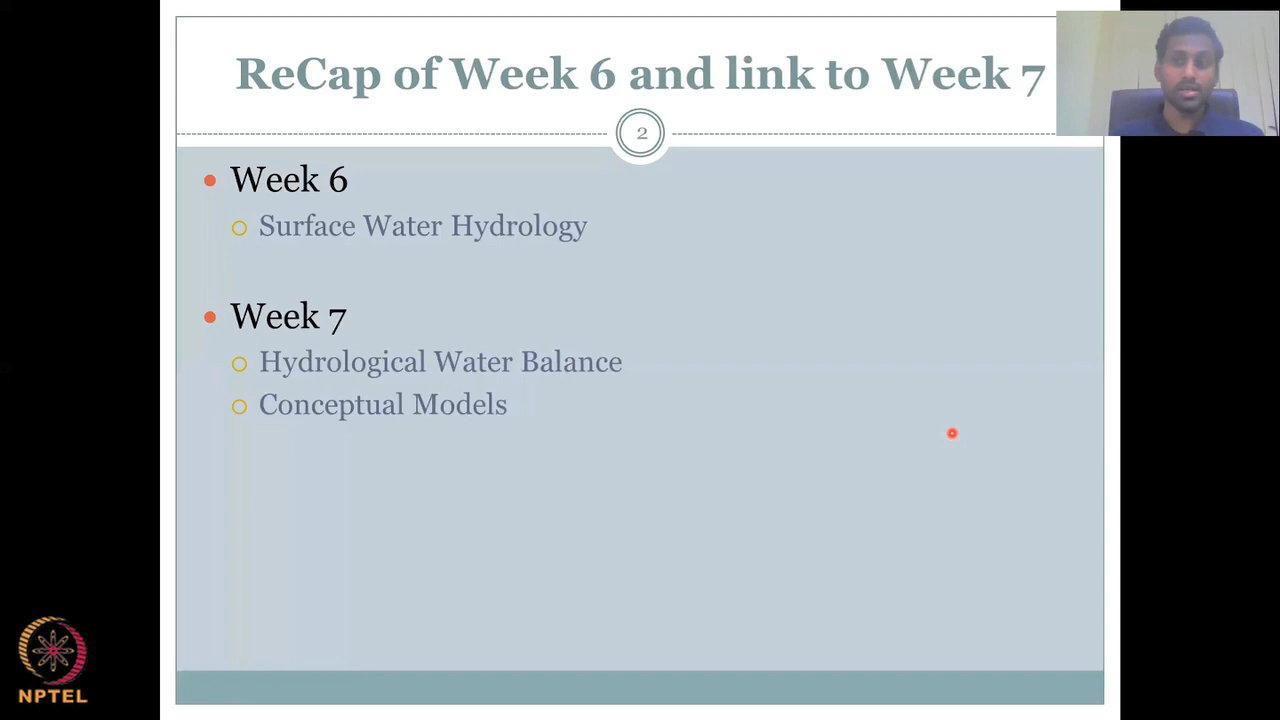 ReCap of Week 6 and link to Week 7
2
Week 6
Surface Water Hydrology
Week 7
Hydrological Water Balance
Conceptual Models
NPTEL